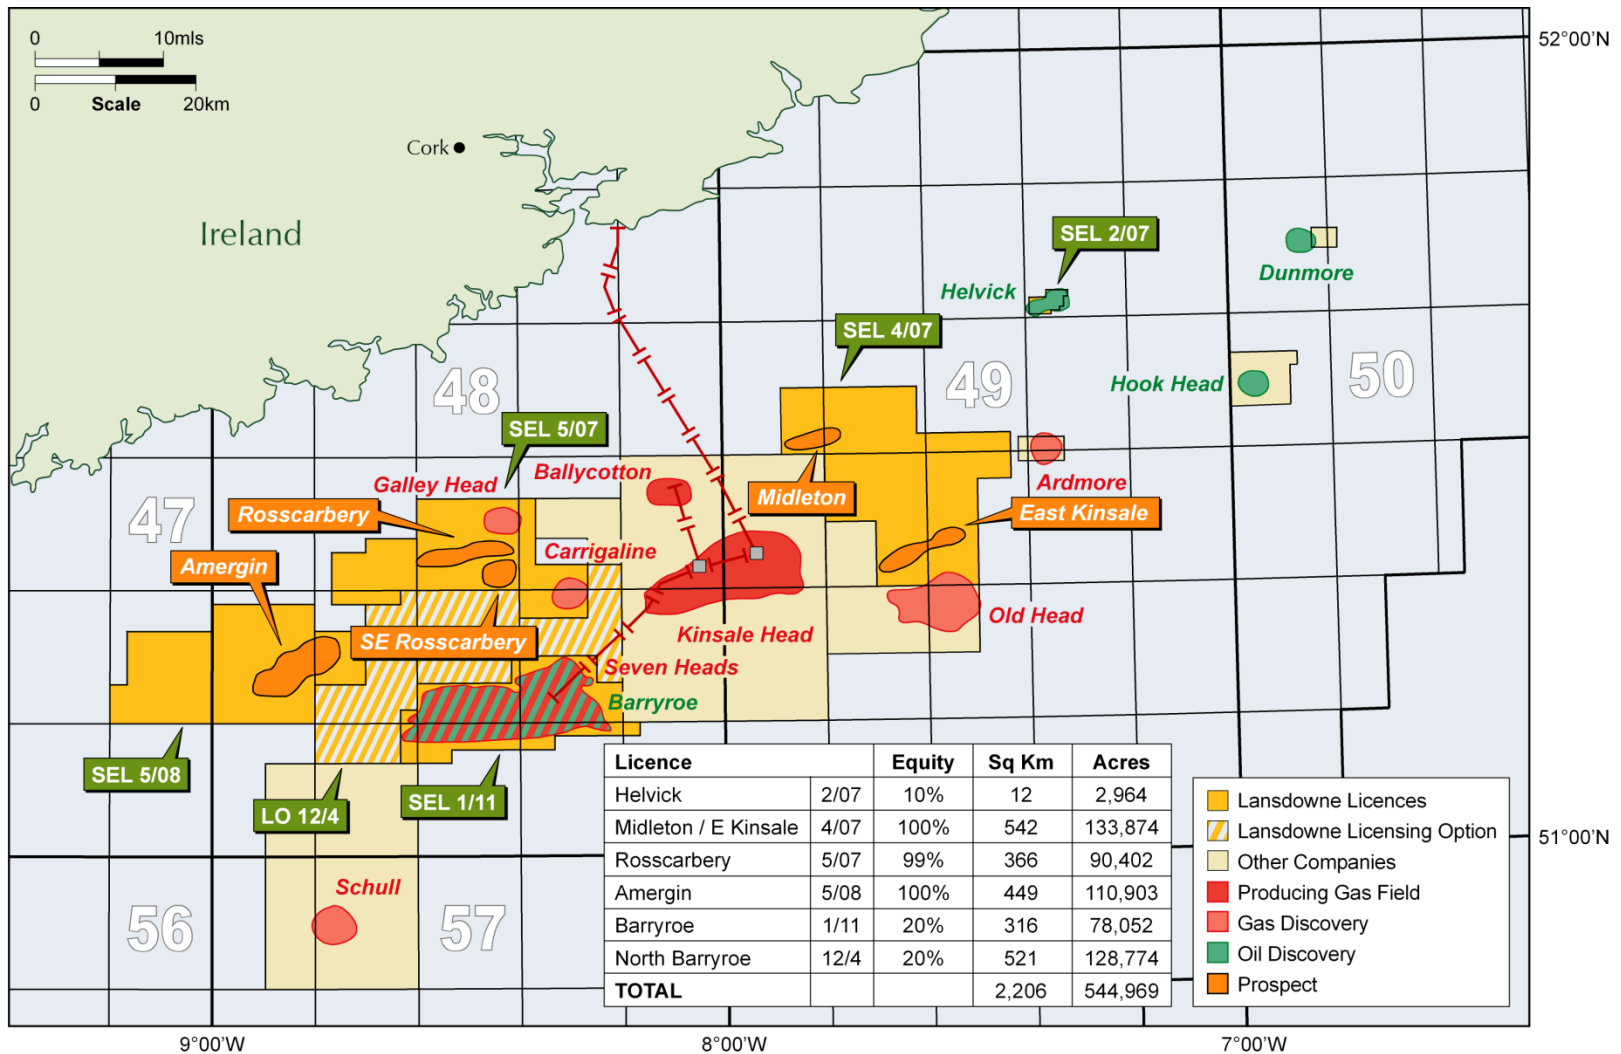 0 10mls
0 Scale 20km
52°00'N
Cork
Ireland
SEL 2/07
Dunmore
Helvick
SEL 4/07
48
49
50
Hook Head
SEL 5/07
Ballycotton
Galley Head
Ardmore
Midleton
47
Rosscarbery
East Kinsale
Carrigaline
Amergin
Old Head
Kinsale Head
SE Rosscarbery
Seven Heads
Barryroe
SEL 5/08
LO 12/4
SEL 1/11
Schull
56
57
Licence Equity Sq Km Acres
Helvick 2/07 10% 12 2,964
Midleton / E Kinsale 4/07 100% 542 133,874
Rosscarbery 5/07 99% 366 90,402
Amergin 5/08 100% 449 110,903
Barryroe 1/11 20% 316 78,052
North Barryroe 12/4 20% 521 128,774
TOTAL 2,206 544,969
Lansdowne Licences
Lansdowne Licensing Option
Other Companies
Producing Gas Field
Gas Discovery
Oil Discovery
Prospect
51°00'N
9°00'W 8°00'W 7°00'W